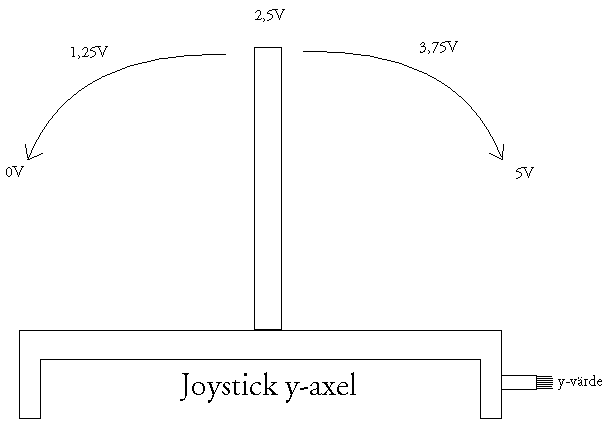 2,5V
1,25V
3,75V
0V
5V
Joystick y-axel
y-värde